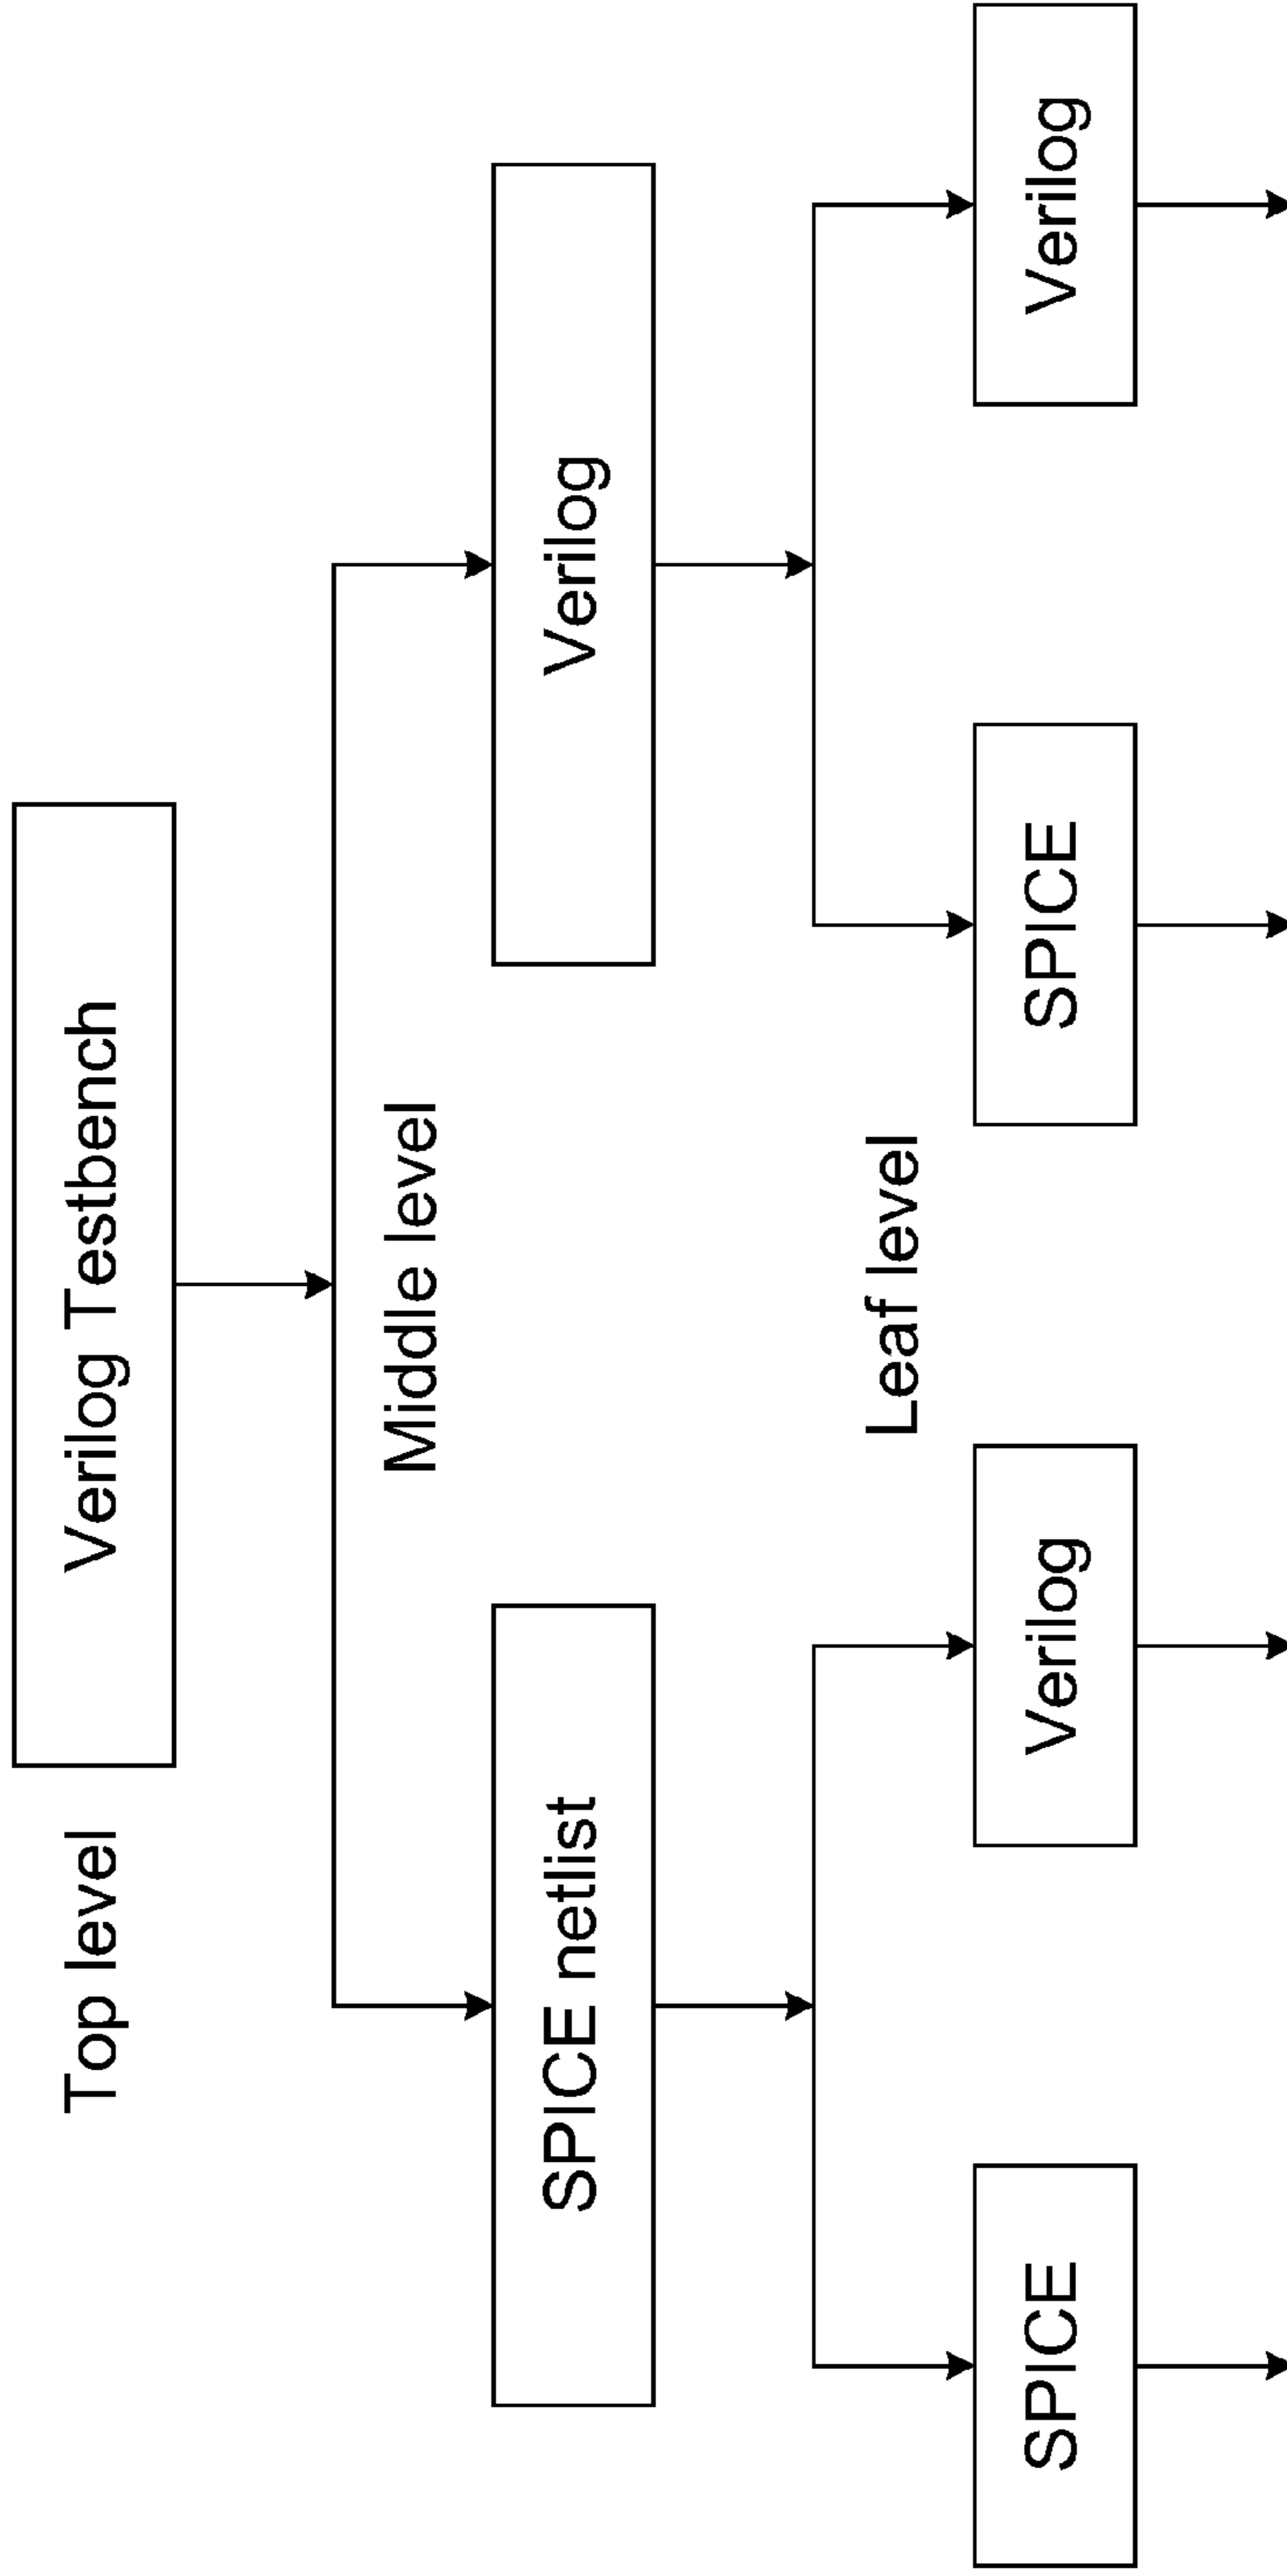 Top level
Verilog Testbench
Middle level
SPICE netlist
Verilog
Leaf level
SPICE
Verilog
SPICE
Verilog